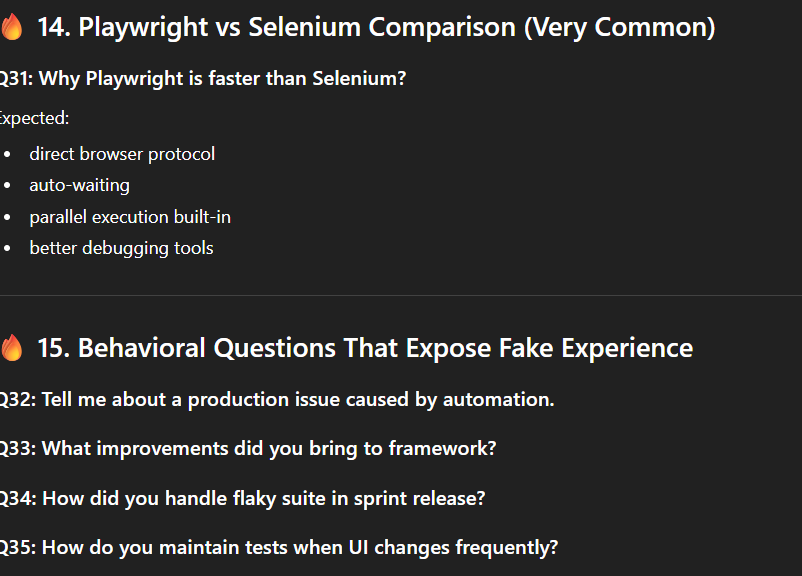 🔥 14. Playwright vs Selenium Comparison (Very Common)
Q31: Why Playwright is faster than Selenium?
Expected:
• direct browser protocol
• auto-waiting
• parallel execution built-in
• better debugging tools
🔥 15. Behavioral Questions That Expose Fake Experience
Q32: Tell me about a production issue caused by automation.
Q33: What improvements did you bring to framework?
Q34: How did you handle flaky suite in sprint release?
Q35: How do you maintain tests when UI changes frequently?